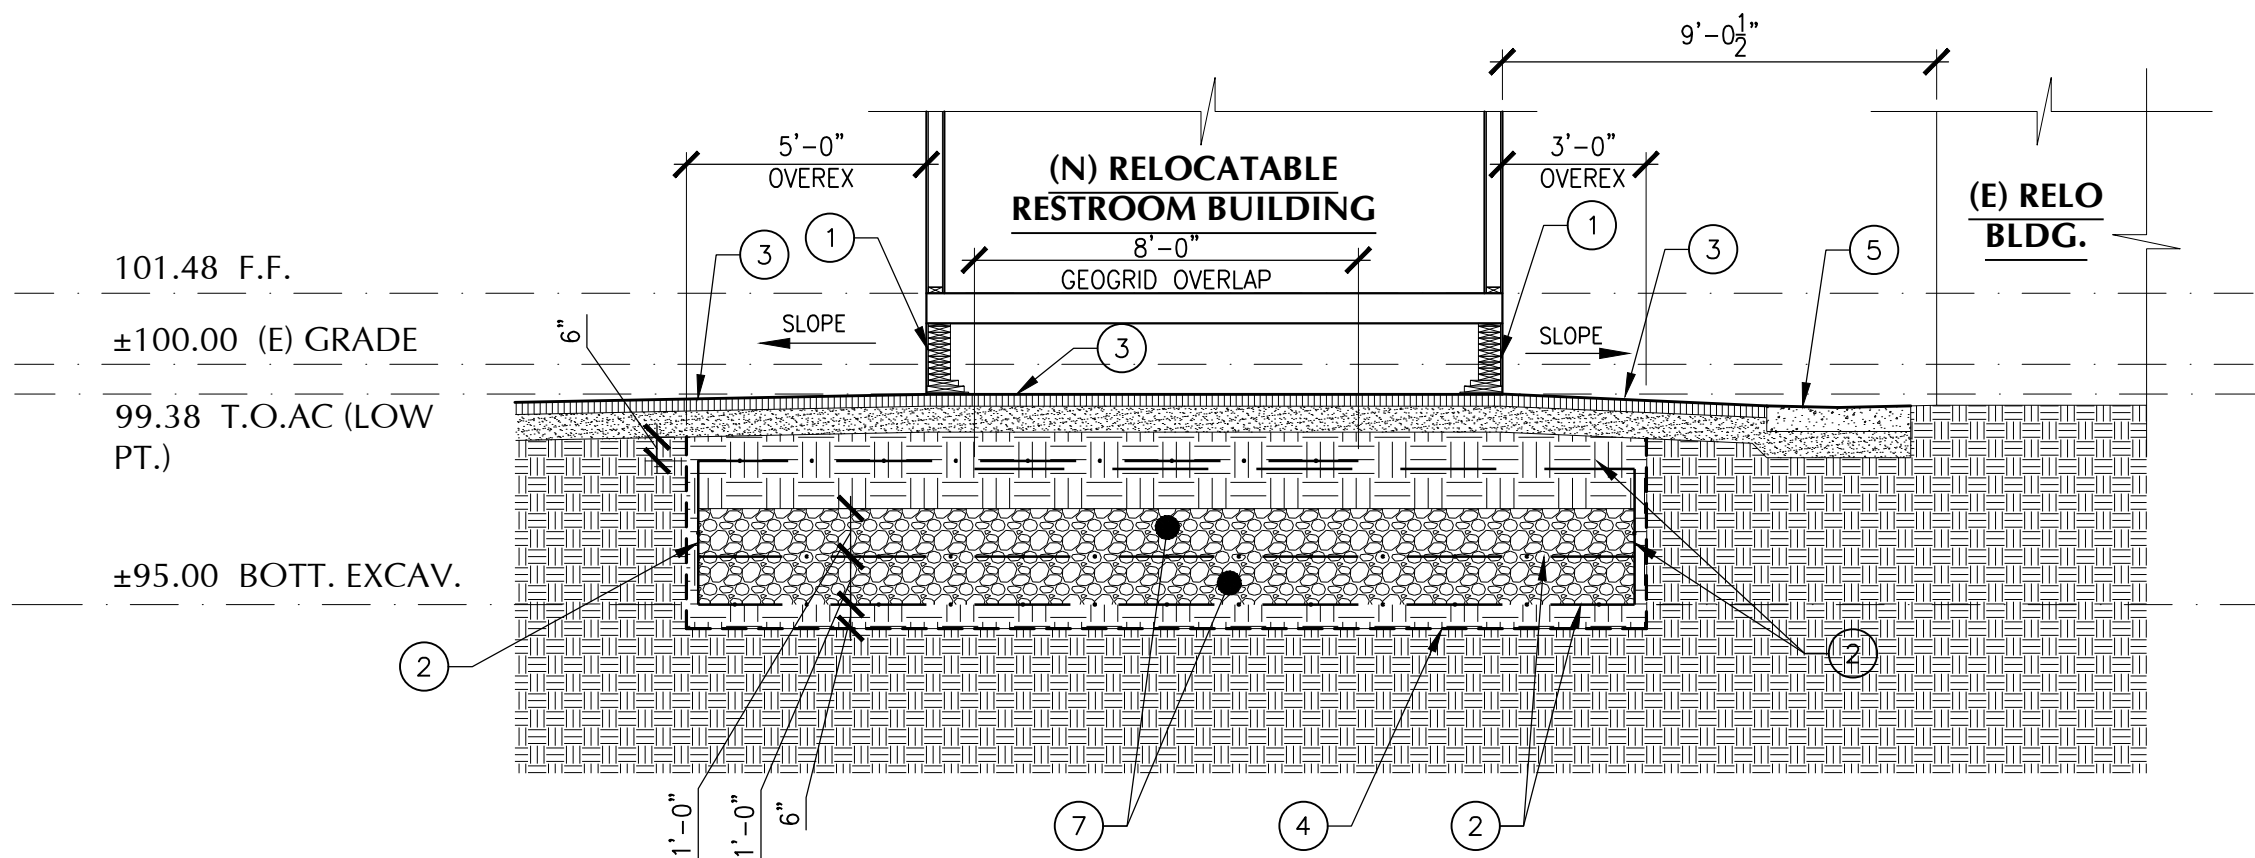 9'-0 1/2"
5'-0"
OVEREX
(N) RELOCATABLE
RESTROOM BUILDING
3'-0"
OVEREX
(E) RELO
BLDG.
1
1
3
3
5
8'-0"
GEOGRID OVERLAP
101.48 F.F.
±100.00 (E) GRADE
6"
SLOPE
SLOPE
3
99.38 T.O.AC (LOW
PT.)
±95.00 BOTT. EXCAV.
2
2
1'-0"
1'-0"
6"
7
4
2